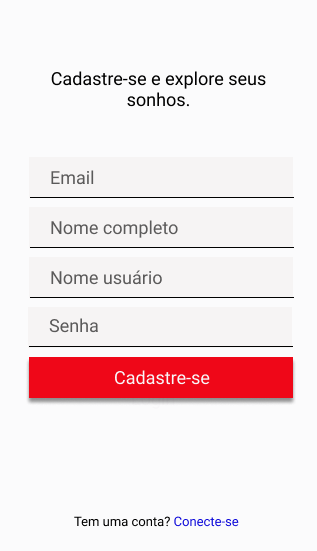 Cadastre-se e explore seus
sonhos.
Email
Nome completo
Nome usuário
Senha
Cadastre-se
Tem uma conta? Conecte-se